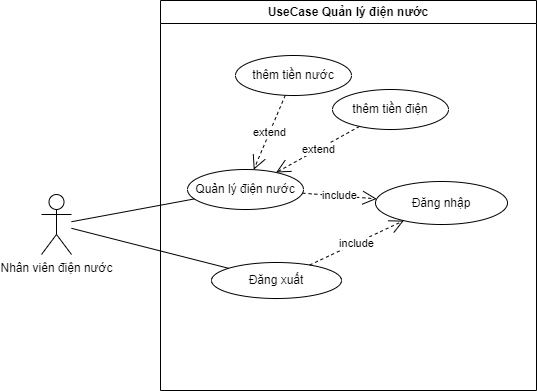 UseCase Quản lý điện nước
thêm tiền nước
thêm tiền điện
extend
extend
Quản lý điện nước
include
Đăng nhập
include
Nhân viên điện nước
Đăng xuất